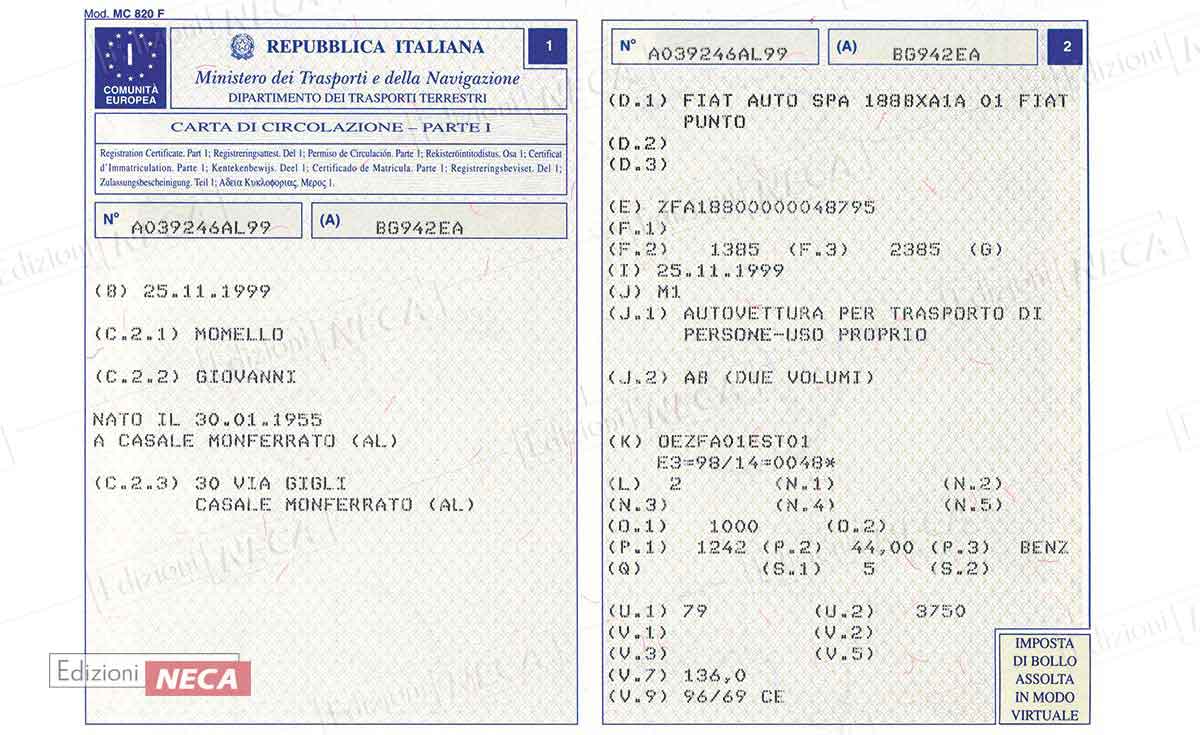 Mod. MC 820 F
I
COMUNITÀ
EUROPEA
REPUBBLICA ITALIANA
Ministero dei Trasporti e della Navigazione
DIPARTIMENTO DEI TRASPORTI TERRESTRI
1
CARTA DI CIRCOLAZIONE – PARTE I
Registration Certificate. Part 1; Registreringsattest. Del 1; Permiso de Circulación. Parte 1; Rekisteröintitodistus. Osa 1; Certificat
d'Immatriculation. Parte 1; Kentekenbewijs. Deel 1; Certificado de Matricula. Parte 1; Registreringsbeviset. Del 1;
Zulassungsbescheinigung. Teil 1; Αδεια Κυκλοφοριας. Μερος 1.
N° A039246AL99 (A) BG942EA
(B) 25.11.1999
(C.2.1) MOMELLO
(C.2.2) GIOVANNI
NATO IL 30.01.1955
A CASALE MONFERRATO (AL)
(C.2.3) 30 VIA GIGLI
CASALE MONFERRATO (AL)
Edizioni NECA
N° A039246AL99 (A) BG942EA 2
(D.1) FIAT AUTO SPA 188BXA1A 01 FIAT
PUNTO
(D.2)
(D.3)
(E) ZFA18800000048795
(F.1)
(F.2) 1385 (F.3) 2385 (G)
(I) 25.11.1999
(J) M1
(J.1) AUTOVETTURA PER TRASPORTO DI
PERSONE-USO PROPRIO
(J.2) AB (DUE VOLUMI)
(K) OEZFA01EST01
E3=98/14=0048*
(L) 2 (N.1) (N.2)
(N.3) (N.4) (N.5)
(O.1) 1000 (O.2)
(P.1) 1242 (P.2) 44,00 (P.3) BENZ
(Q) (S.1) 5 (S.2)
(U.1) 79 (U.2) 3750
(V.1) (V.2)
(V.3) (V.5)
(V.7) 136,0
(V.9) 96/69 CE
IMPOSTA
DI BOLLO
ASSOLTA
IN MODO
VIRTUALE